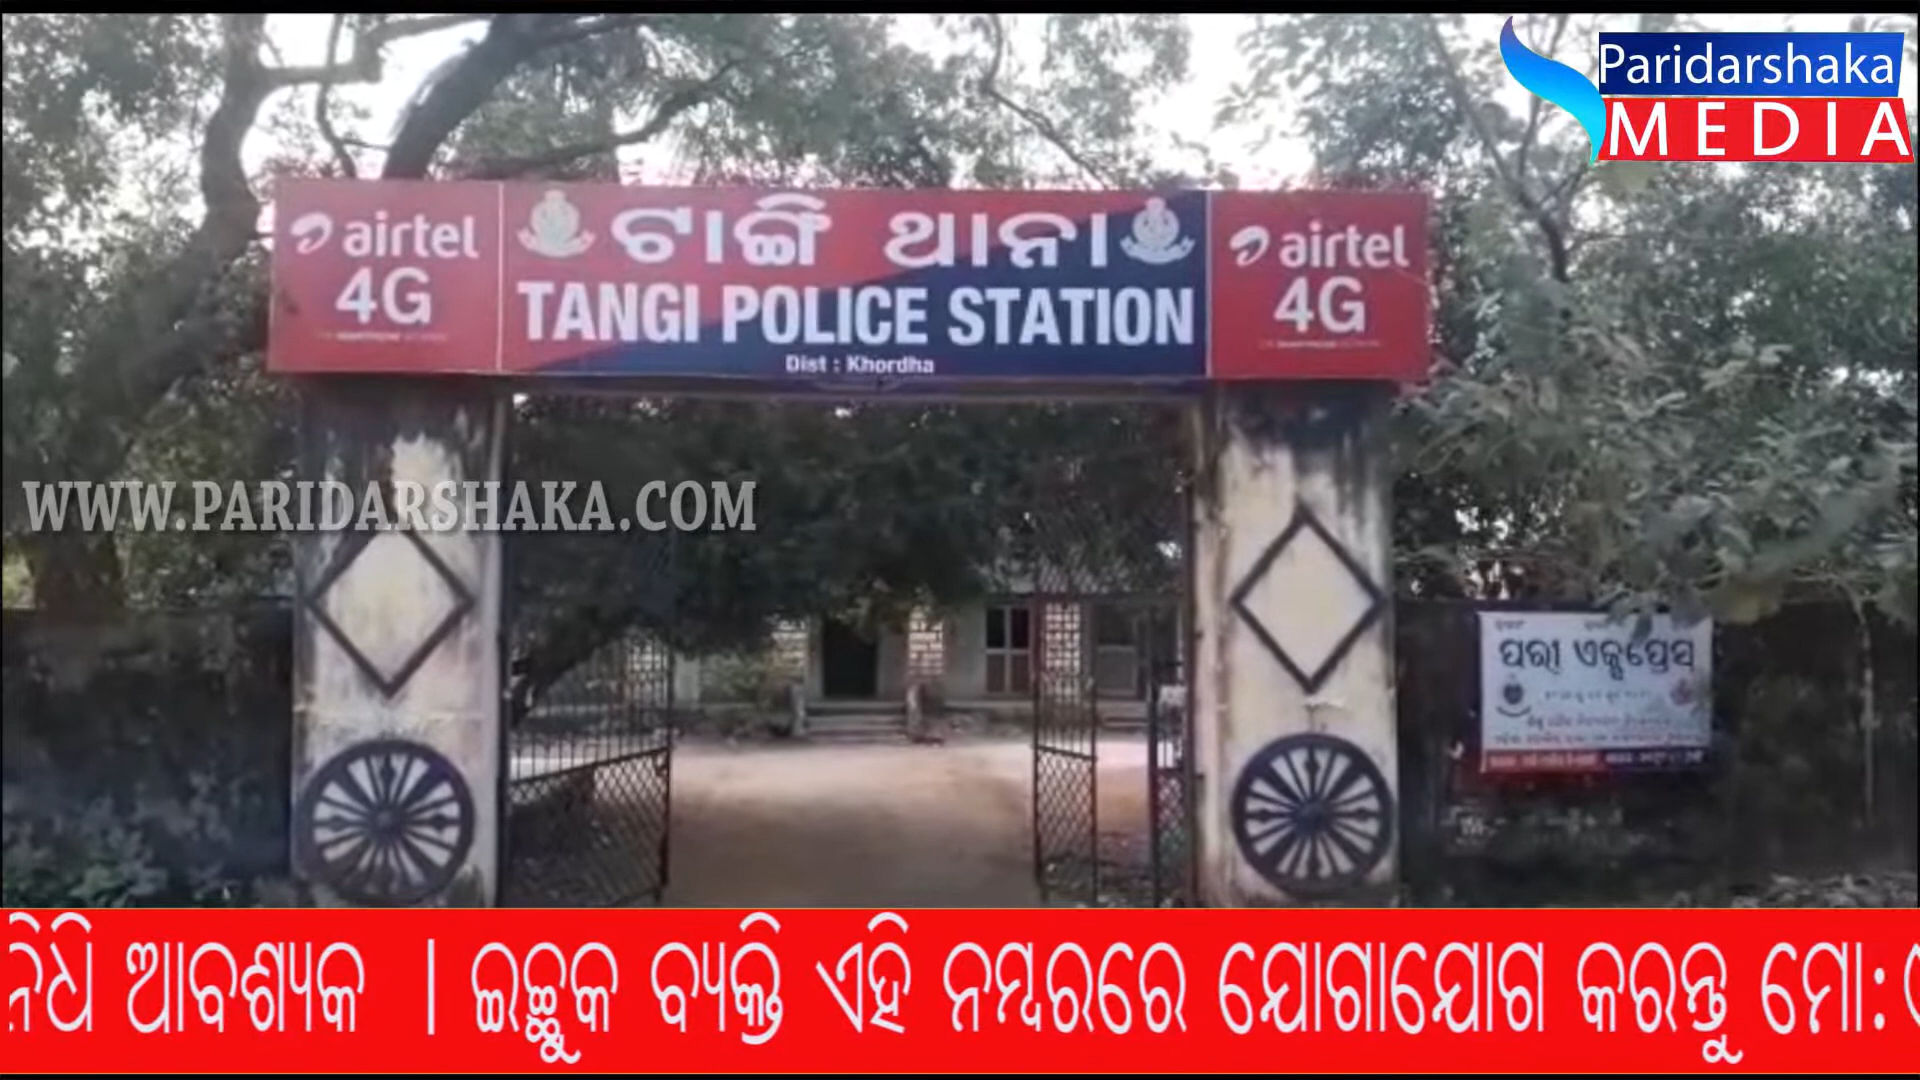 Paridarshaka
MEDIA
airtel
4G
ଟାଙ୍ଗି ଥାନା
TANGI POLICE STATION
Dist : Khordha
airtel
4G
WWW.PARIDARSHAKA.COM
ପରୀ ଏକ୍ସପ୍ରେସ
ଆବଶ୍ୟକ । ଇଚ୍ଛୁକ ବ୍ୟକ୍ତି ଏହି ନମ୍ବରରେ ଯୋଗାଯୋଗ କରନ୍ତୁ ମୋ: